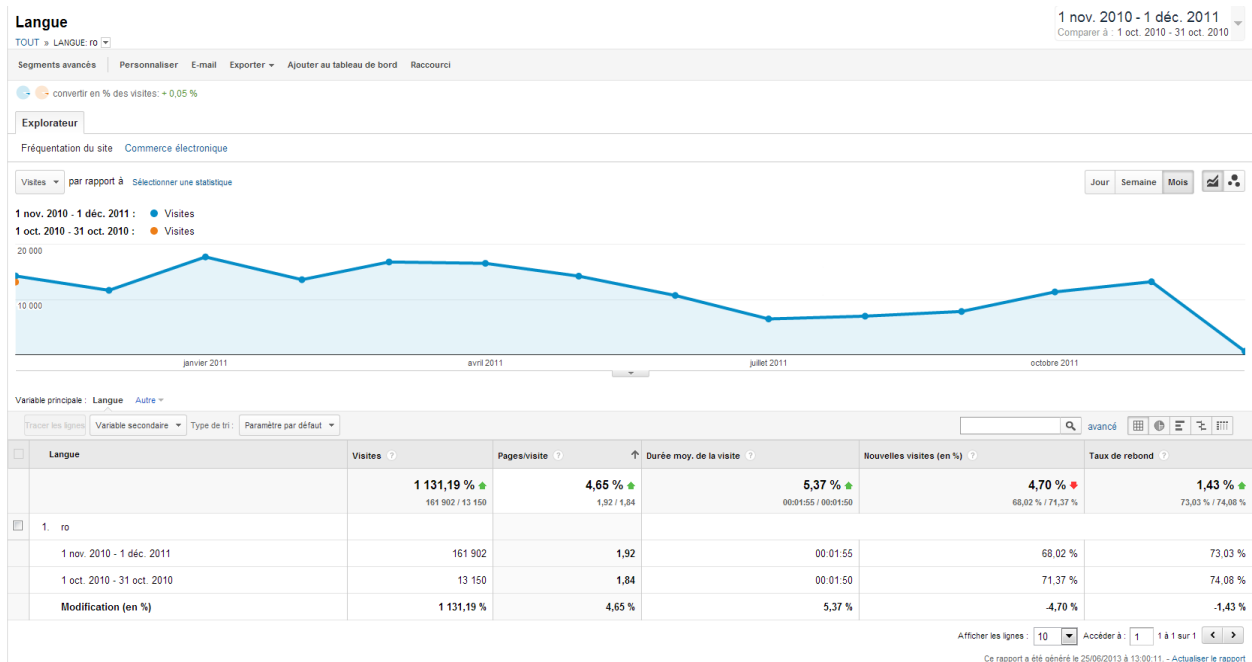 Langue
1 nov. 2010 - 1 déc. 2011
Comparer à : 1 oct. 2010 - 31 oct. 2010
TOUT » LANGUE: ro
Segments avancés Personnaliser E-mail Exporter Ajouter au tableau de bord Raccourci
convertir en % des visites: + 0,05 %
Explorateur
Fréquentation du site Commerce électronique
Visites par rapport à Sélectionner une statistique
Jour Semaine Mois
1 nov. 2010 - 1 déc. 2011 : Visites
1 oct. 2010 - 31 oct. 2010 : Visites
20 000
10 000
janvier 2011 avril 2011 juillet 2011 octobre 2011
Variable principale : Langue Autre
Tracer les lignes Variable secondaire Type de tri : Paramètre par défaut avancé
Langue Visites ? Pages/visite ? Durée moy. de la visite ? Nouvelles visites (en %) ? Taux de rebond ?
1 131,19 % 4,65 % 5,37 % 4,70 % 1,43 %
161 902 / 13 150 1,92 / 1,84 00:01:55 / 00:01:50 68,02 % / 71,37 % 73,03 % / 74,08 %
1. ro
1 nov. 2010 - 1 déc. 2011 161 902 1,92 00:01:55 68,02 % 73,03 %
1 oct. 2010 - 31 oct. 2010 13 150 1,84 00:01:50 71,37 % 74,08 %
Modification (en %) 1 131,19 % 4,65 % 5,37 % -4,70 % -1,43 %
Afficher les lignes : 10 Accéder à : 1 1 à 1 sur 1
Ce rapport a été généré le 25/06/2013 à 13:00:11. - Actualiser le rapport